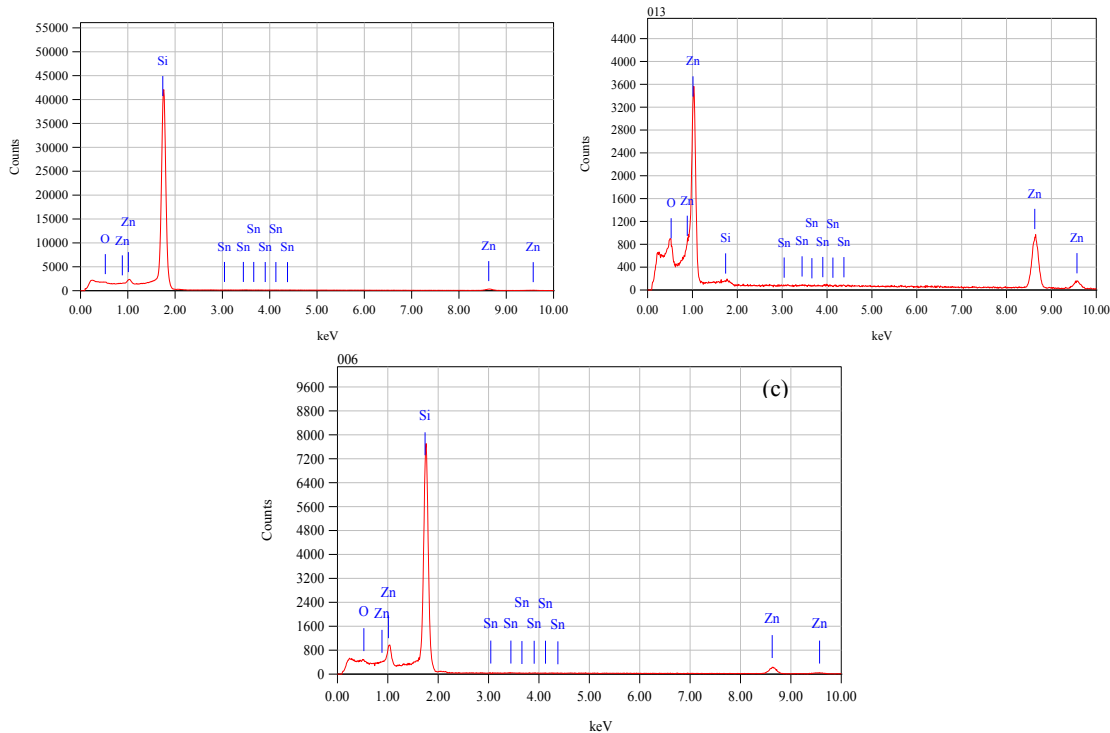 55000
50000
45000
40000
35000
30000
25000
20000
15000
10000
5000
0
Counts
Si
O
Zn
Zn
Sn
Sn
Sn
Sn
Sn
Sn
Zn
Zn
0.00 1.00 2.00 3.00 4.00 5.00 6.00 7.00 8.00 9.00 10.00
keV
013
4400
4000
3600
3200
2800
2400
2000
1600
1200
800
400
0
Counts
Zn
O
Zn
Si
Sn
Sn
Sn
Sn
Sn
Sn
Zn
Zn
0.00 1.00 2.00 3.00 4.00 5.00 6.00 7.00 8.00 9.00 10.00
keV
006
(c)
9600
8800
8000
7200
6400
5600
4800
4000
3200
2400
1600
800
0
Counts
Si
O
Zn
Zn
Sn
Sn
Sn
Sn
Sn
Sn
Zn
Zn
0.00 1.00 2.00 3.00 4.00 5.00 6.00 7.00 8.00 9.00 10.00
keV